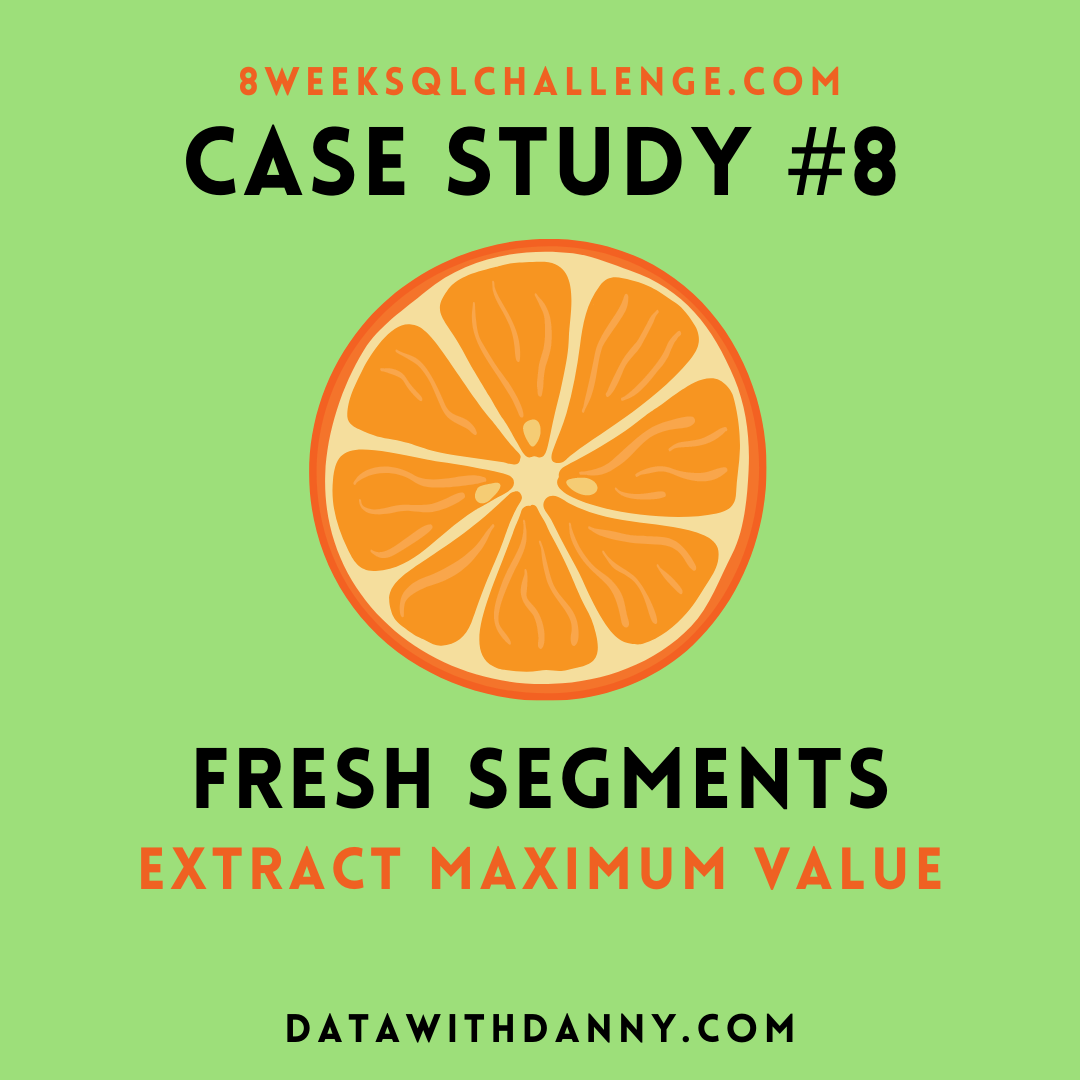 8WEEKSQLCHALLENGE.COM
CASE STUDY #8
FRESH SEGMENTS
EXTRACT MAXIMUM VALUE
DATAWITHDANNY.COM